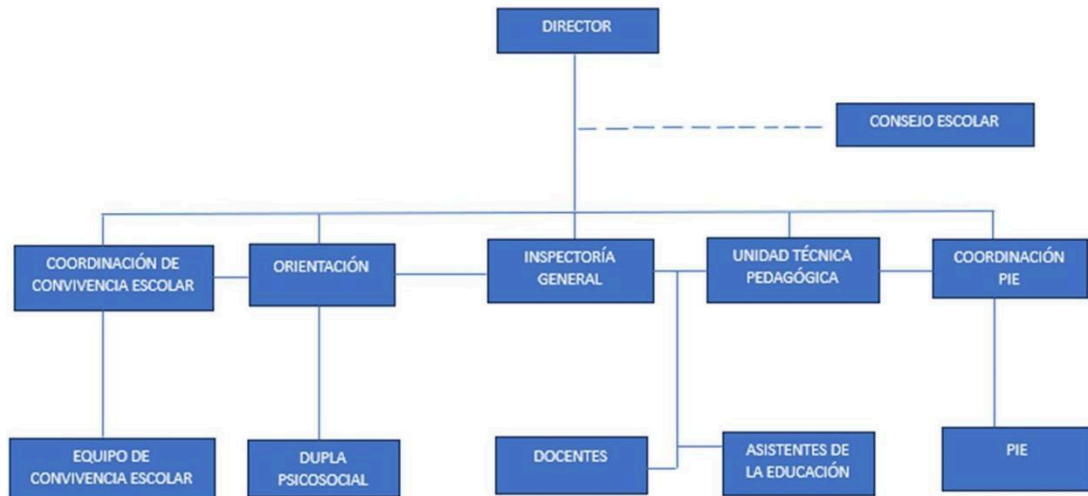 DIRECTOR
CONSEJO ESCOLAR
COORDINACIÓN DE
CONVIVENCIA ESCOLAR
ORIENTACIÓN
INSPECTORÍA
GENERAL
UNIDAD TÉCNICA
PEDAGÓGICA
COORDINACIÓN
PIE
EQUIPO DE
CONVIVENCIA ESCOLAR
DUPLA
PSICOSOCIAL
DOCENTES
ASISTENTES DE
LA EDUCACIÓN
PIE